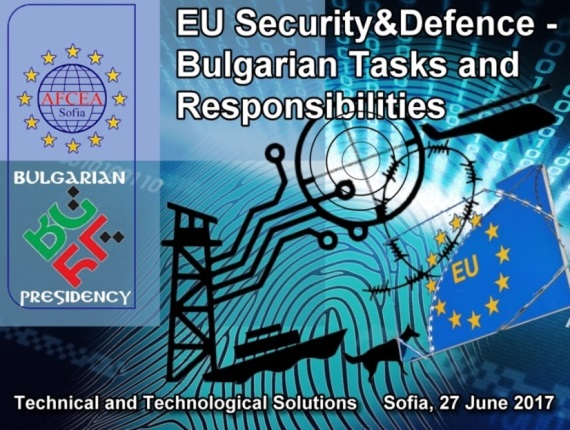 EU Security&Defence -
Bulgarian Tasks and
Responsibilities
AFCEA
Sofia
BULGARIAN
PRESIDENCY
EU
Technical and Technological Solutions Sofia, 27 June 2017